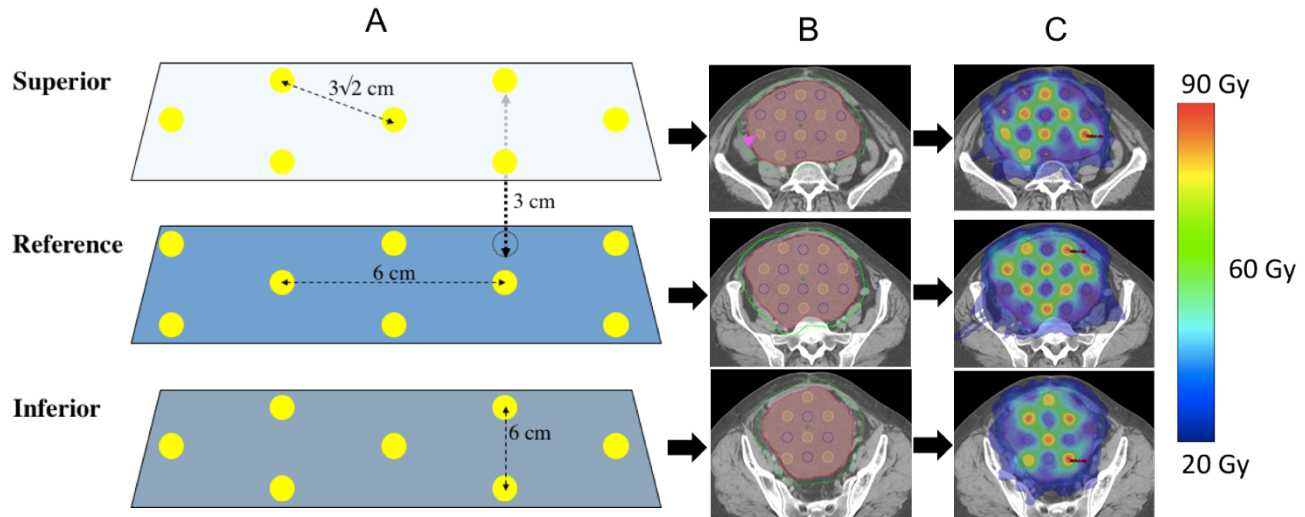 A
B
C
Superior
3√2 cm
3 cm
Reference
6 cm
Inferior
6 cm
90 Gy
60 Gy
20 Gy